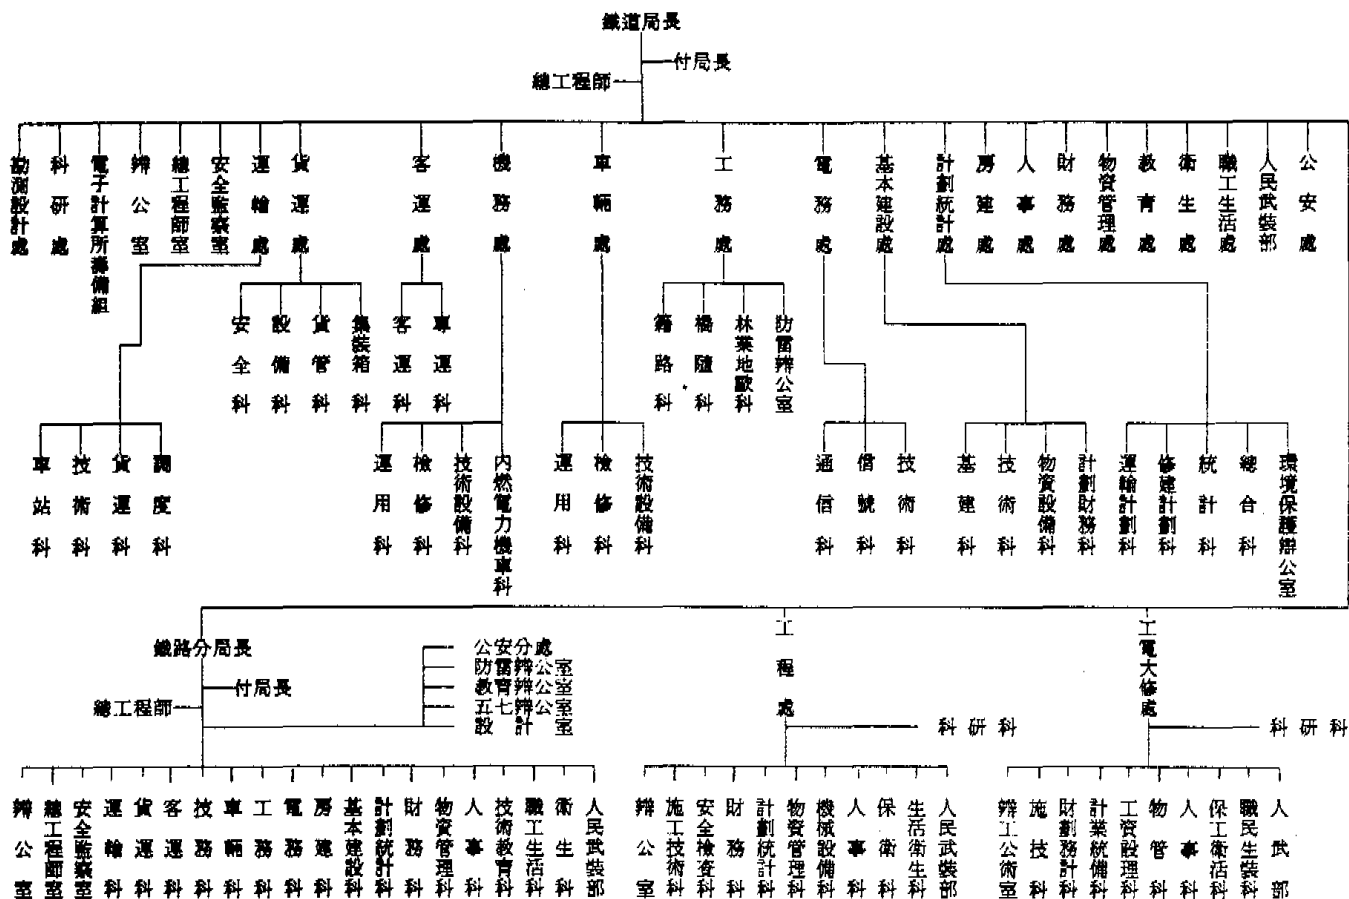 鐵道局長
付局長
總工程師
勘測設計處
科研處
電子計算所籌備組
辨公室
總工程師室
安全監察室
運輸處
貨運處
客運處
機務處
車輛處
工務處
電務處
基本建設處
計劃統計處
房建處
人事處
財務處
物資管理處
教育處
衛生處
職工生活處
人民武裝部
公安處
安全科
設備科
貨管科
集裝箱科
客運科
專運科
橋隧科
防雷辨公室
車站科
技術科
貨運科
調度科
運用科
檢修科
技術設備科
内燃電力機車科
運用科
檢修科
技術設備科
通信科
信號科
技術科
基建科
技術科
物資設備科
計劃財務科
運輸計劃科
修建計劃科
統計科
總合科
環境保護辦公室
鐵路分局長
付局長
總工程師
公安分處
防雷辨公室
教育辨公室
五七辨公室
設計室
工程處
科研科
工電大修處
科研科
辨公室
總工程師室
安全監察室
運輸科
貨運科
客運科
技務科
車輛科
工務科
電務科
房建科
基本建設科
計劃統計科
財務科
物資管理科
人事科
技術教育科
職工生活科
衛生科
人民武裝部
辨公室
施工技術科
安全檢查科
財務科
計劃統計科
物資管理科
機械設備科
人事科
保衛科
生活衛生科
人民武裝部
辨工公術室
施技科
財劃務計科
計業統備科
工資設理科
物管科
人事科
保工衛活科
職民生裝科
人武部